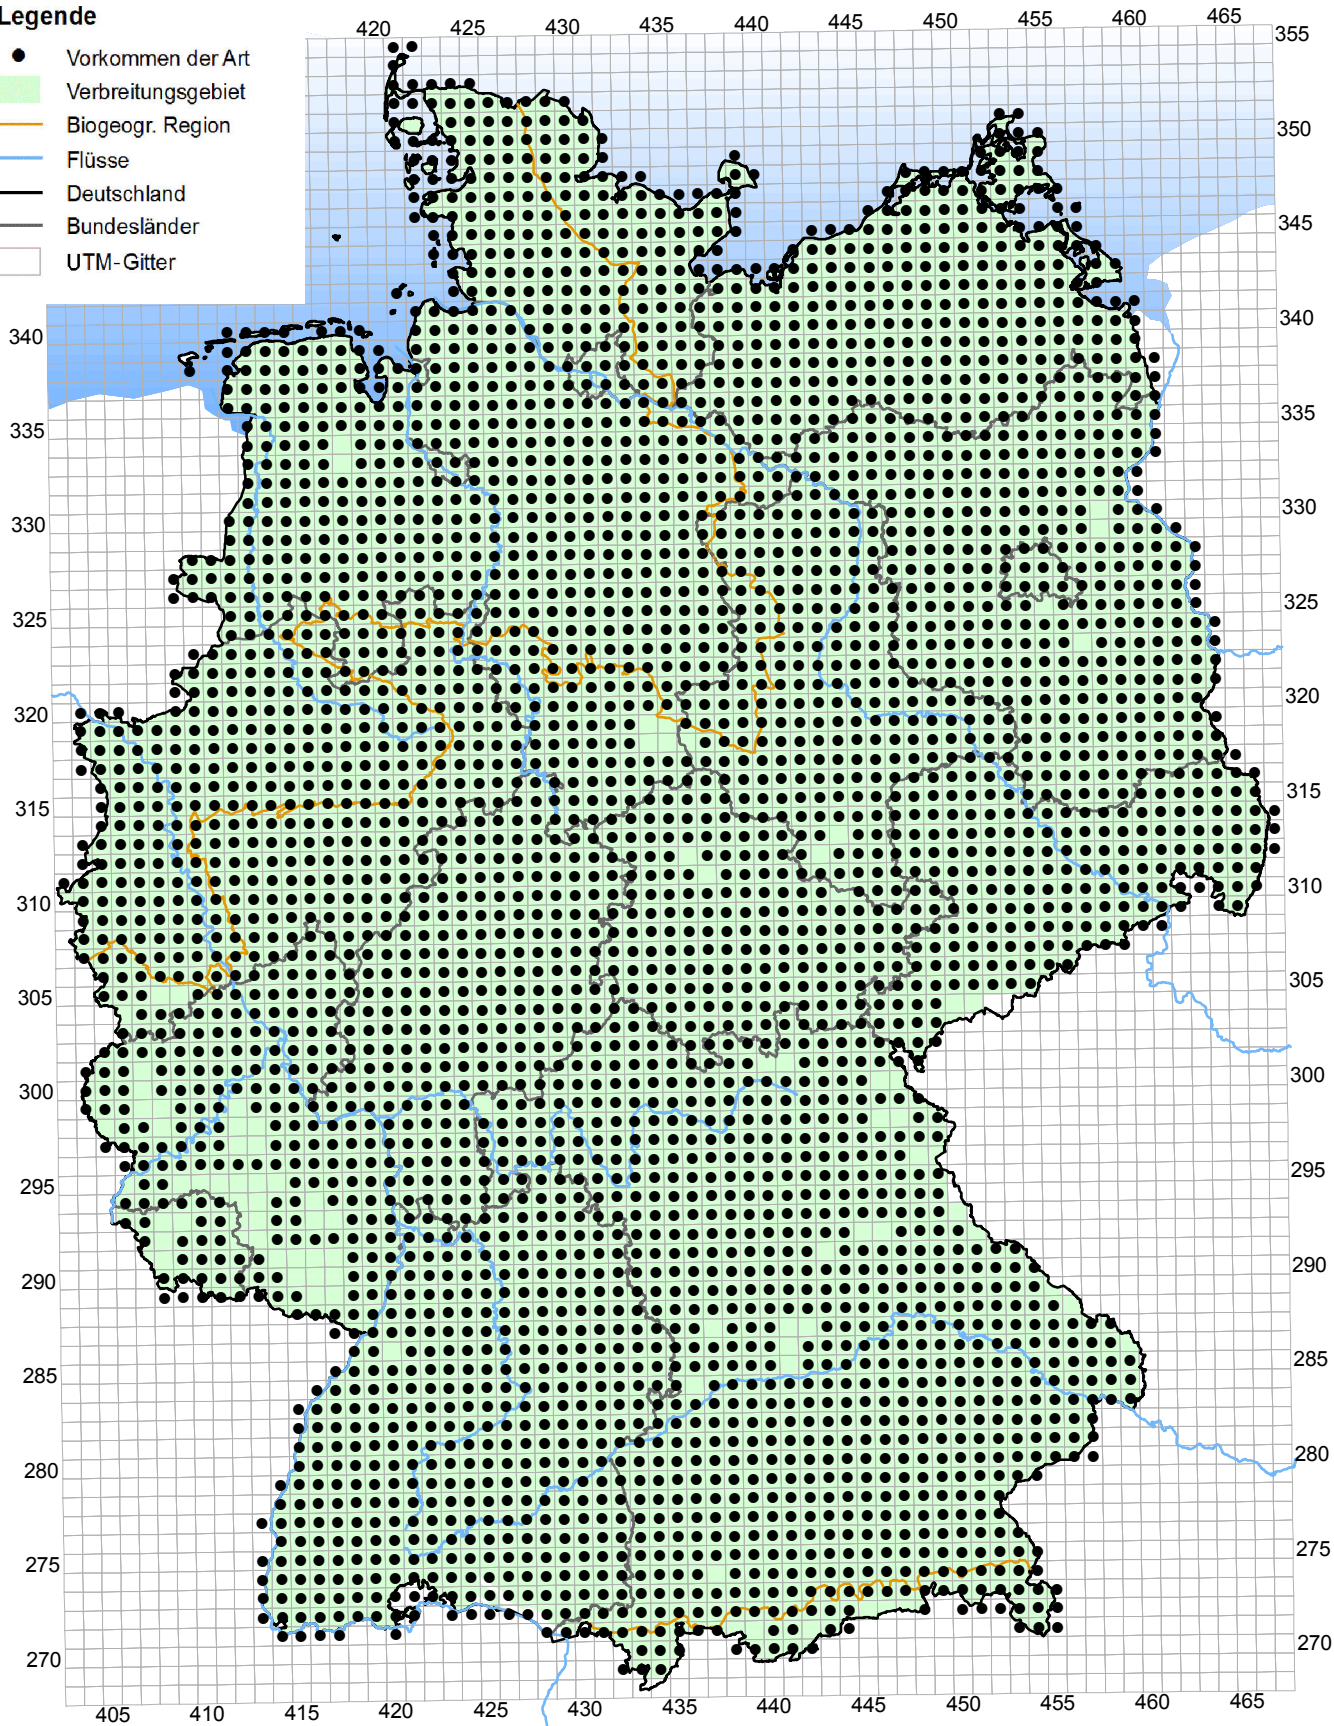 Legende
Vorkommen der Art
Verbreitungsgebiet
Biogeogr. Region
Flüsse
Deutschland
Bundesländer
UTM-Gitter
420 425 430 435 440 445 450 455 460 465
355
350
345
340 340
335 335
330 330
325 325
320 320
315 315
310 310
305 305
300 300
295 295
290 290
285 285
280 280
275 275
270 270
405 410 415 420 425 430 435 440 445 450 455 460 465